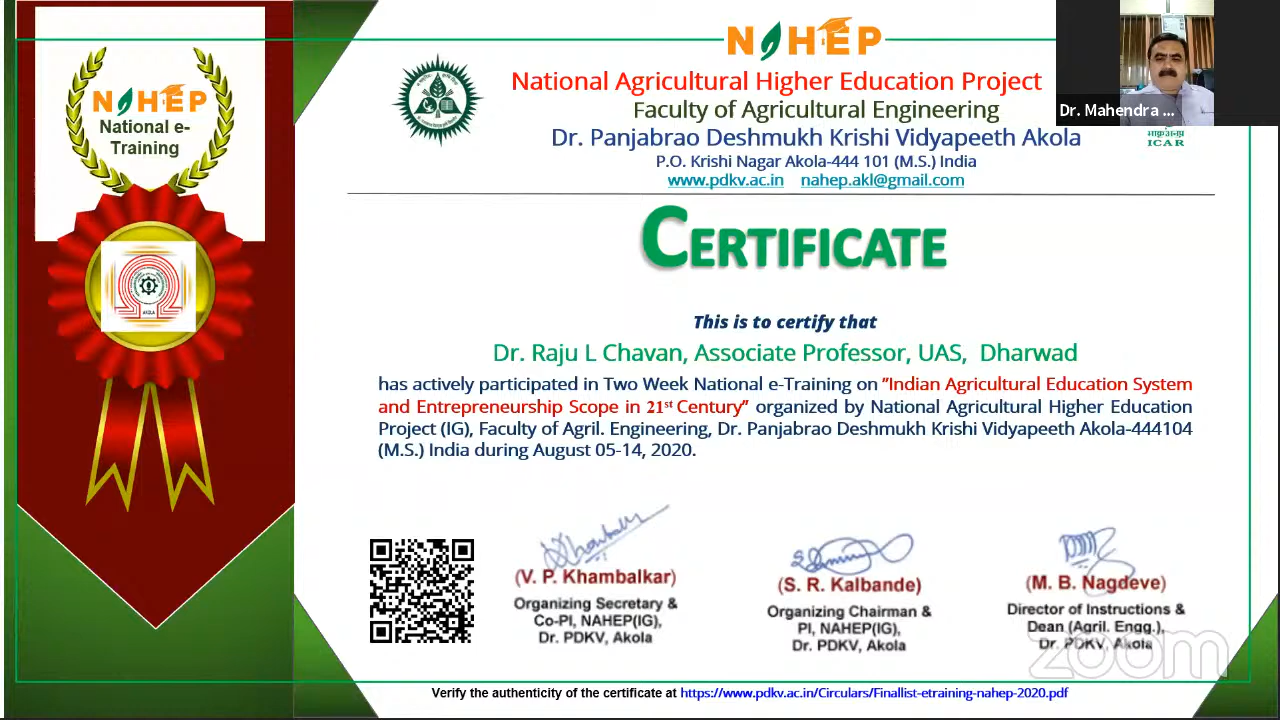 NAHEP
National e-
Training
AKOLA
NAHEP
National Agricultural Higher Education Project
Faculty of Agricultural Engineering
Dr. Panjabrao Deshmukh Krishi Vidyapeeth Akola
P.O. Krishi Nagar Akola-444 101 (M.S.) India
www.pdkv.ac.in nahep.akl@gmail.com
Dr. Mahendra ...
ICAR
CERTIFICATE
This is to certify that
Dr. Raju L Chavan, Associate Professor, UAS, Dharwad
has actively participated in Two Week National e-Training on ”Indian Agricultural Education System
and Entrepreneurship Scope in 21st Century” organized by National Agricultural Higher Education
Project (IG), Faculty of Agril. Engineering, Dr. Panjabrao Deshmukh Krishi Vidyapeeth Akola-444104
(M.S.) India during August 05-14, 2020.
(V. P. Khambalkar)
Organizing Secretary &
Co-PI, NAHEP(IG),
Dr. PDKV, Akola
(S. R. Kalbande)
Organizing Chairman &
PI, NAHEP(IG),
Dr. PDKV, Akola
(M. B. Nagdeve)
Director of Instructions &
Dean (Agril. Engg.),
Dr. PDKV, Akola
zoom
Verify the authenticity of the certificate at https://www.pdkv.ac.in/Circulars/Finallist-etraining-nahep-2020.pdf